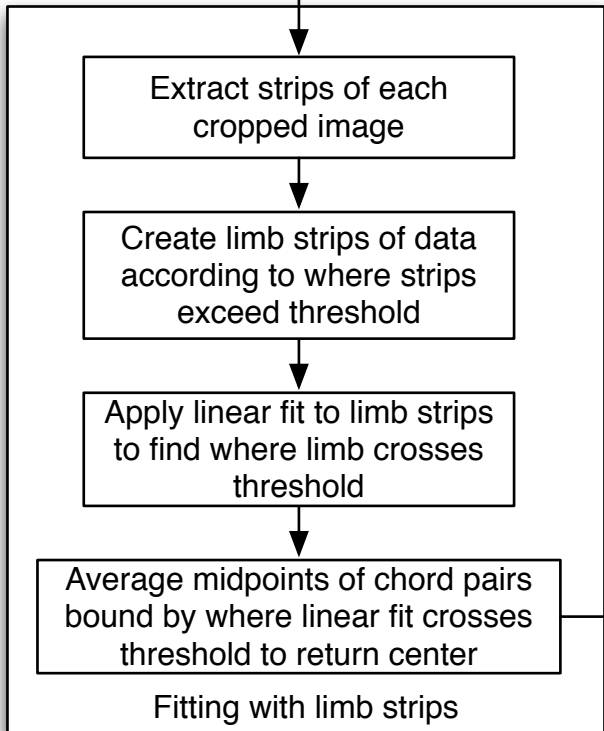 Extract strips of each
cropped image
Create limb strips of data
according to where strips
exceed threshold
Apply linear fit to limb strips
to find where limb crosses
threshold
Average midpoints of chord pairs
bound by where linear fit crosses
threshold to return center
Fitting with limb strips